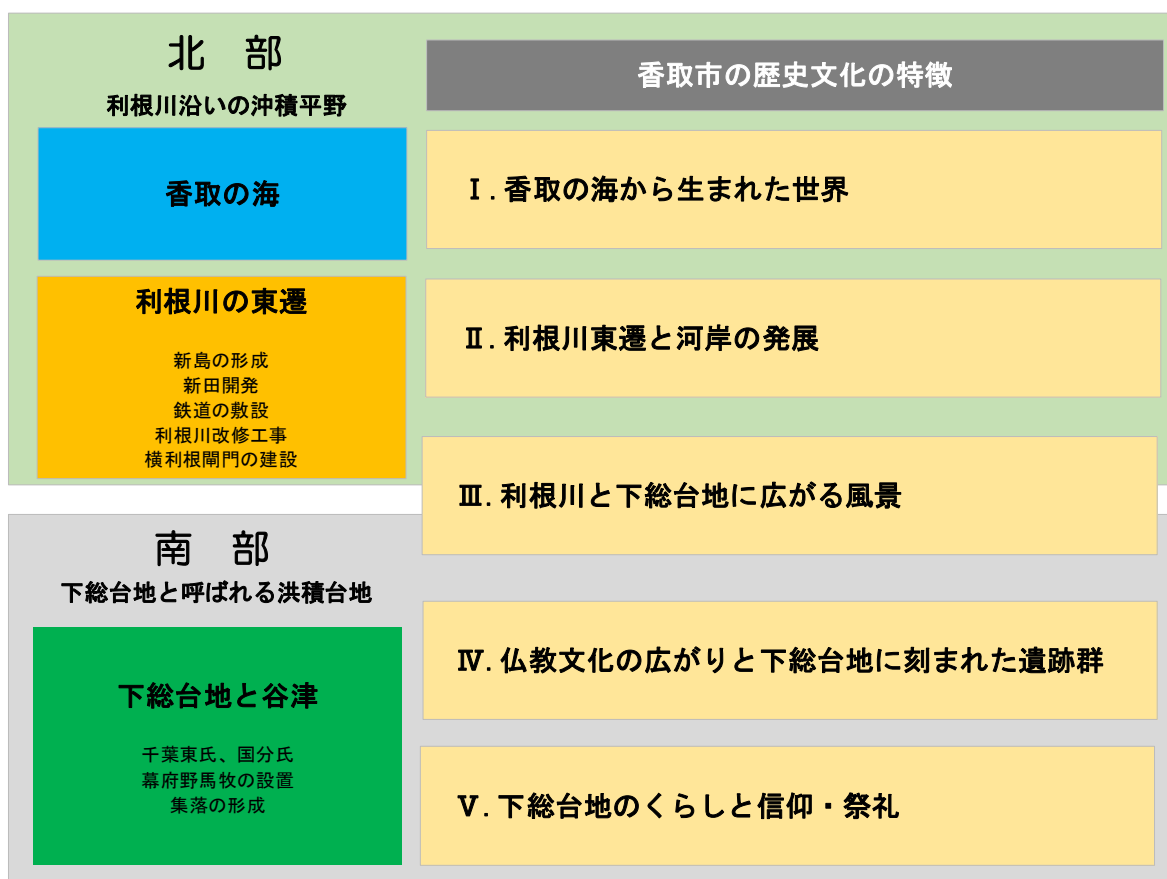 北　部
利根川沿いの沖積平野
香取の海
利根川の東遷
新島の形成
新田開発
鉄道の敷設
利根川改修工事
横利根閘門の建設
南　部
下総台地と呼ばれる洪積台地
下総台地と谷津
千葉東氏、国分氏
幕府野馬牧の設置
集落の形成
香取市の歴史文化の特徴
Ⅰ.香取の海から生まれた世界
Ⅱ.利根川東遷と河岸の発展
Ⅲ.利根川と下総台地に広がる風景
Ⅳ.仏教文化の広がりと下総台地に刻まれた遺跡群
Ⅴ.下総台地のくらしと信仰・祭礼